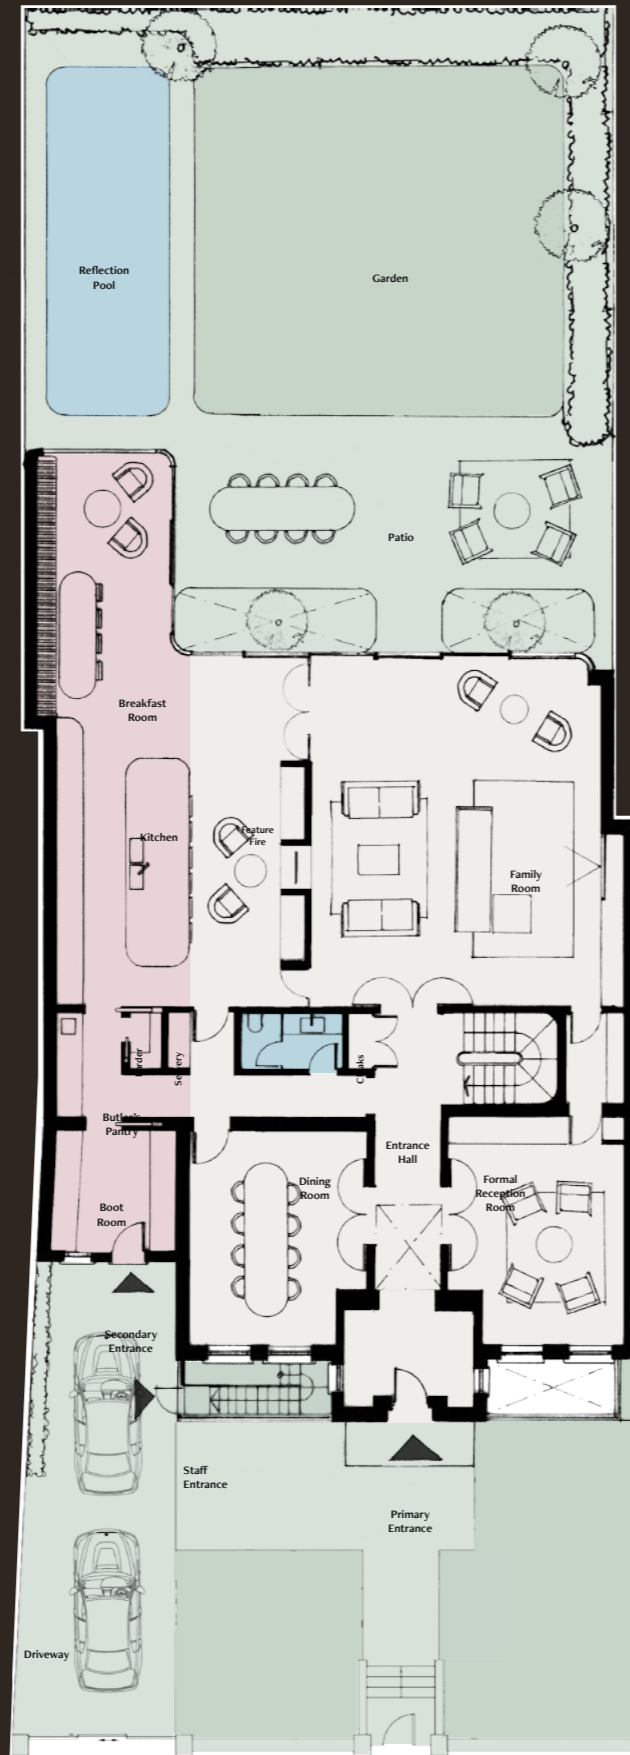 Reflection
Pool
Garden
Patio
Breakfast
Room
Kitchen
Feature
Fire
Family
Room
Larder
Servery
Cloaks
Butler's
Pantry
Entrance
Hall
Dining
Room
Formal
Reception
Room
Boot
Room
Secondary
Entrance
Staff
Entrance
Primary
Entrance
Driveway